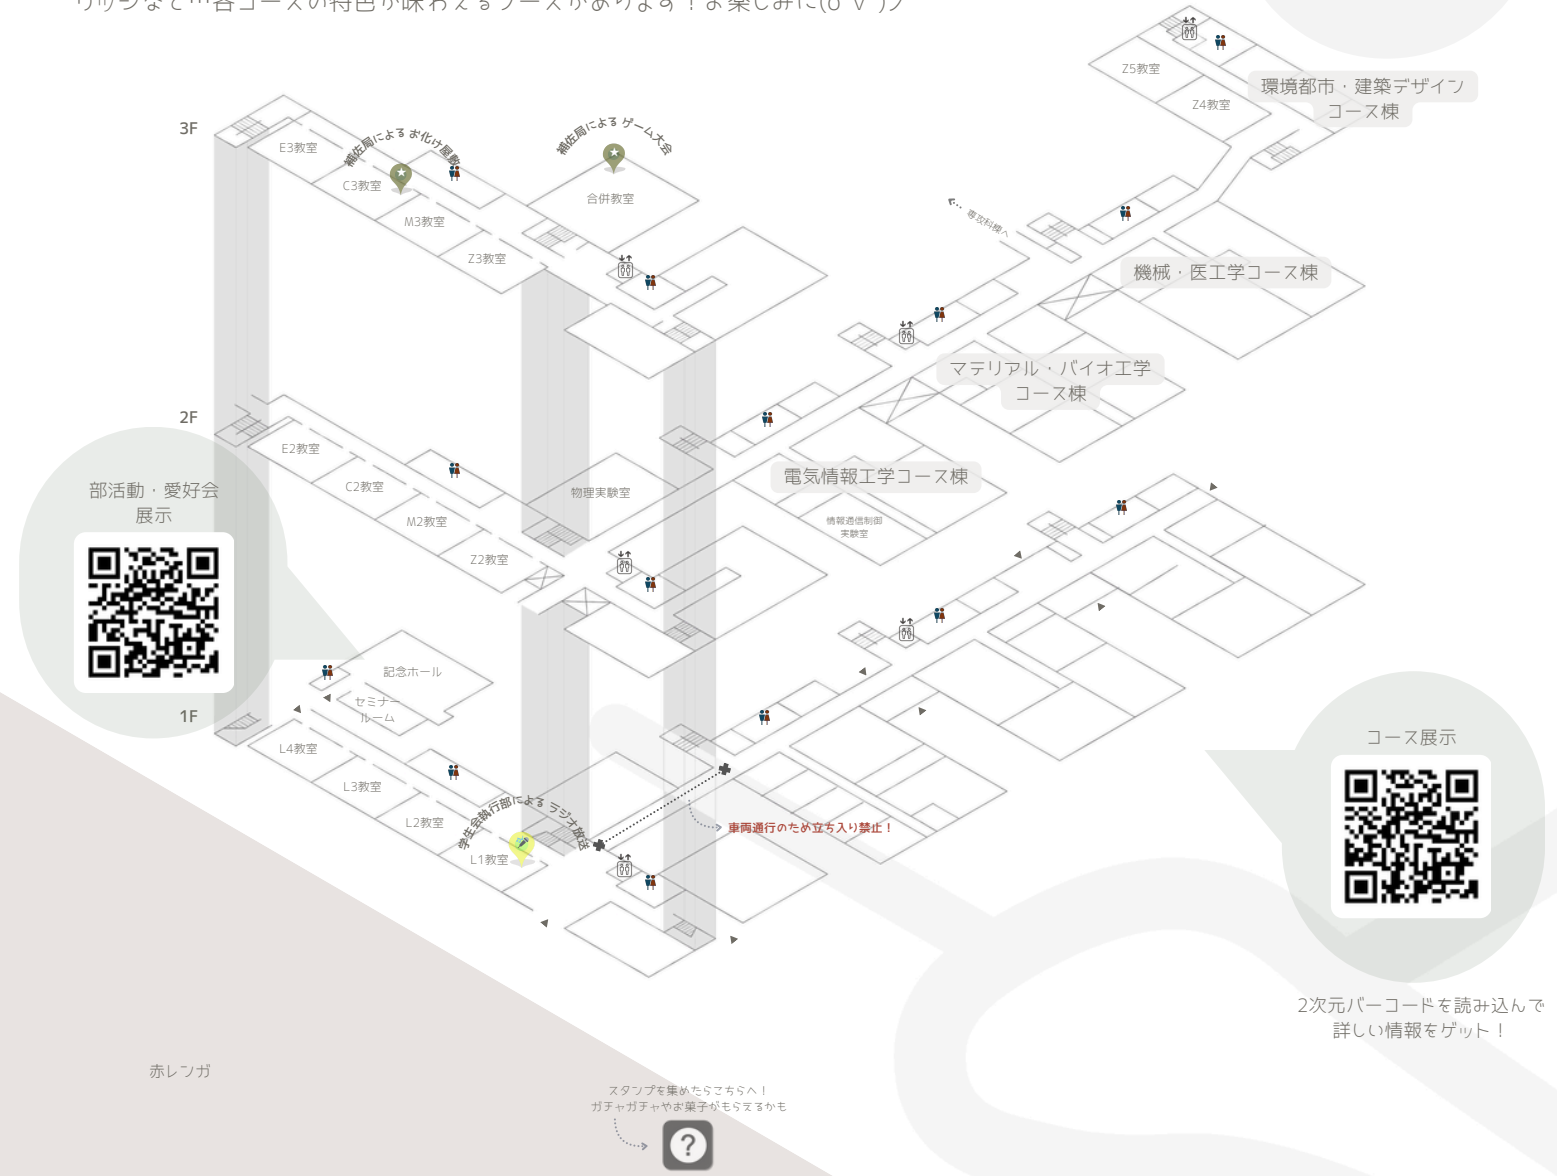 Z5教室
Z4教室
環境都市・建築デザイン
コース棟
3F
E3教室
補佐局による お化け屋敷
C3教室
M3教室
Z3教室
補佐局による ゲーム大会
合併教室
専攻科棟へ
機械・医工学コース棟
マテリアル・バイオ工学
コース棟
2F
E2教室
C2教室
M2教室
Z2教室
物理実験室
電気情報工学コース棟
情報通信制御
実験室
部活動・愛好会
展示
記念ホール
セミナー
ルーム
1F
L4教室
L3教室
L2教室
L1教室
学生会執行部による ラジオ放送
車両通行のため立ち入り禁止！
コース展示
2次元バーコードを読み込んで
詳しい情報をゲット！
赤レンガ
スタンプを集めたらこちらへ！
ガチャガチャやお菓子がもらえるかも
?